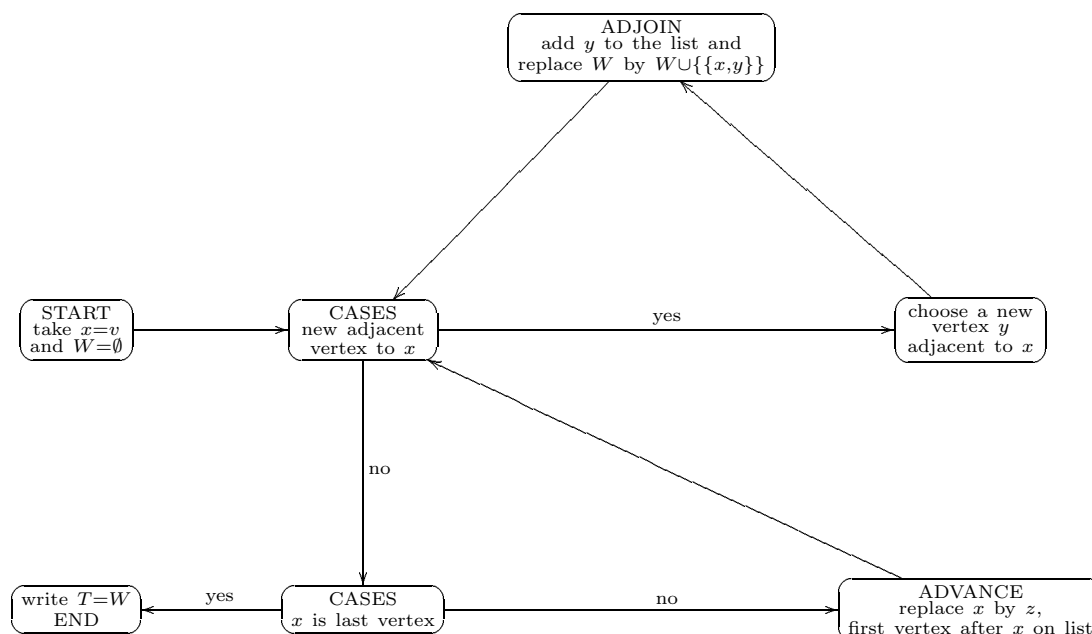 ADJOIN
add y to the list and
replace W by W∪{{x,y}}
START
take x=v
and W=∅
CASES
new adjacent
vertex to x
yes
choose a new
vertex y
adjacent to x
no
write T=W
END
yes
CASES
x is last vertex
no
ADVANCE
replace x by z,
first vertex after x on list